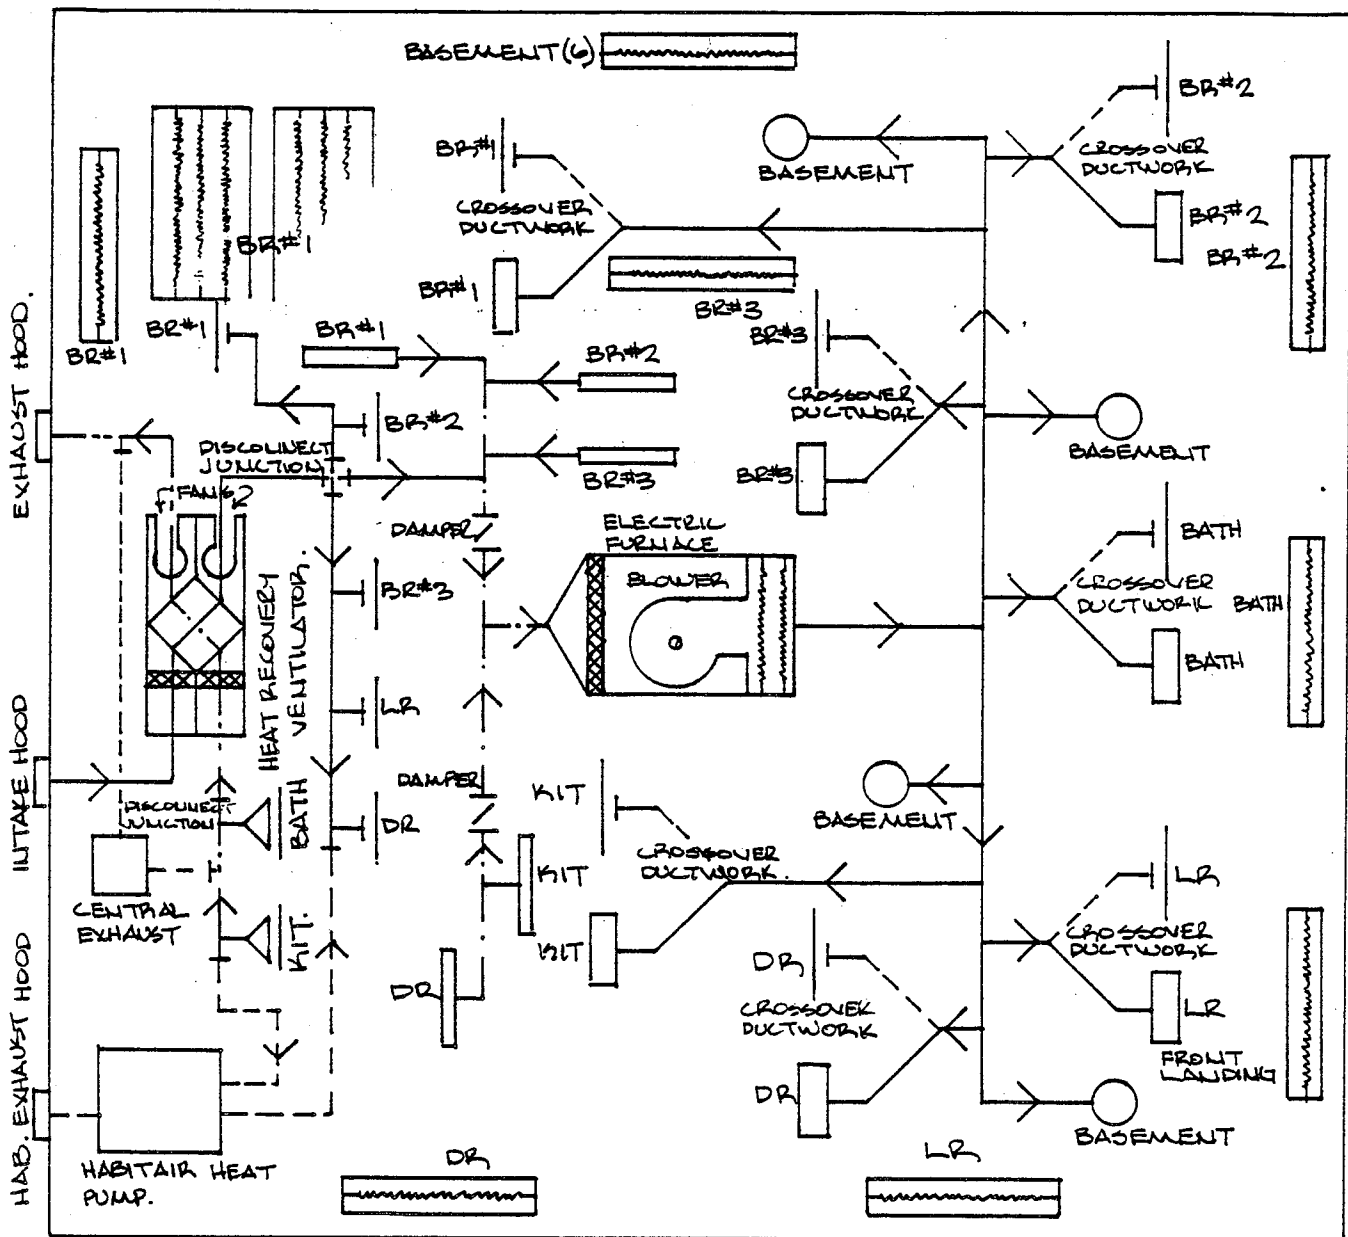 BASEMENT(6)
BR#2
BR#1
BASEMENT
CROSSOVER
DUCTWORK
CROSSOVER
DUCTWORK
BR#2
BR#2
BR#1
BR#1
BR#3
BR#1
BR#1
BR#1
BR#2
BR#3
CROSSOVER
DUCTWORK
EXHAUST HOOD.
BR#2
DISCONNECT
JUNCTION
BR#3
BR#3
BASEMENT
FANS
DAMPER
ELECTRIC
FURNACE
BLOWER
BATH
CROSSOVER
DUCTWORK
BATH
BATH
BR#3
HEAT RECOVERY
VENTILATOR.
LR
INTAKE HOOD
DISCONNECT
JUNCTION
BATH
DR
DAMPER
KIT
BASEMENT
CROSSOVER
DUCTWORK.
KIT
KIT
LR
CROSSOVER
DUCTWORK
CENTRAL
EXHAUST
KIT.
DR
DR
CROSSOVER
DUCTWORK
LR
FRONT
LANDING
HAB. EXHAUST HOOD
DR
BASEMENT
HABITAIR HEAT
PUMP.
DR
LR